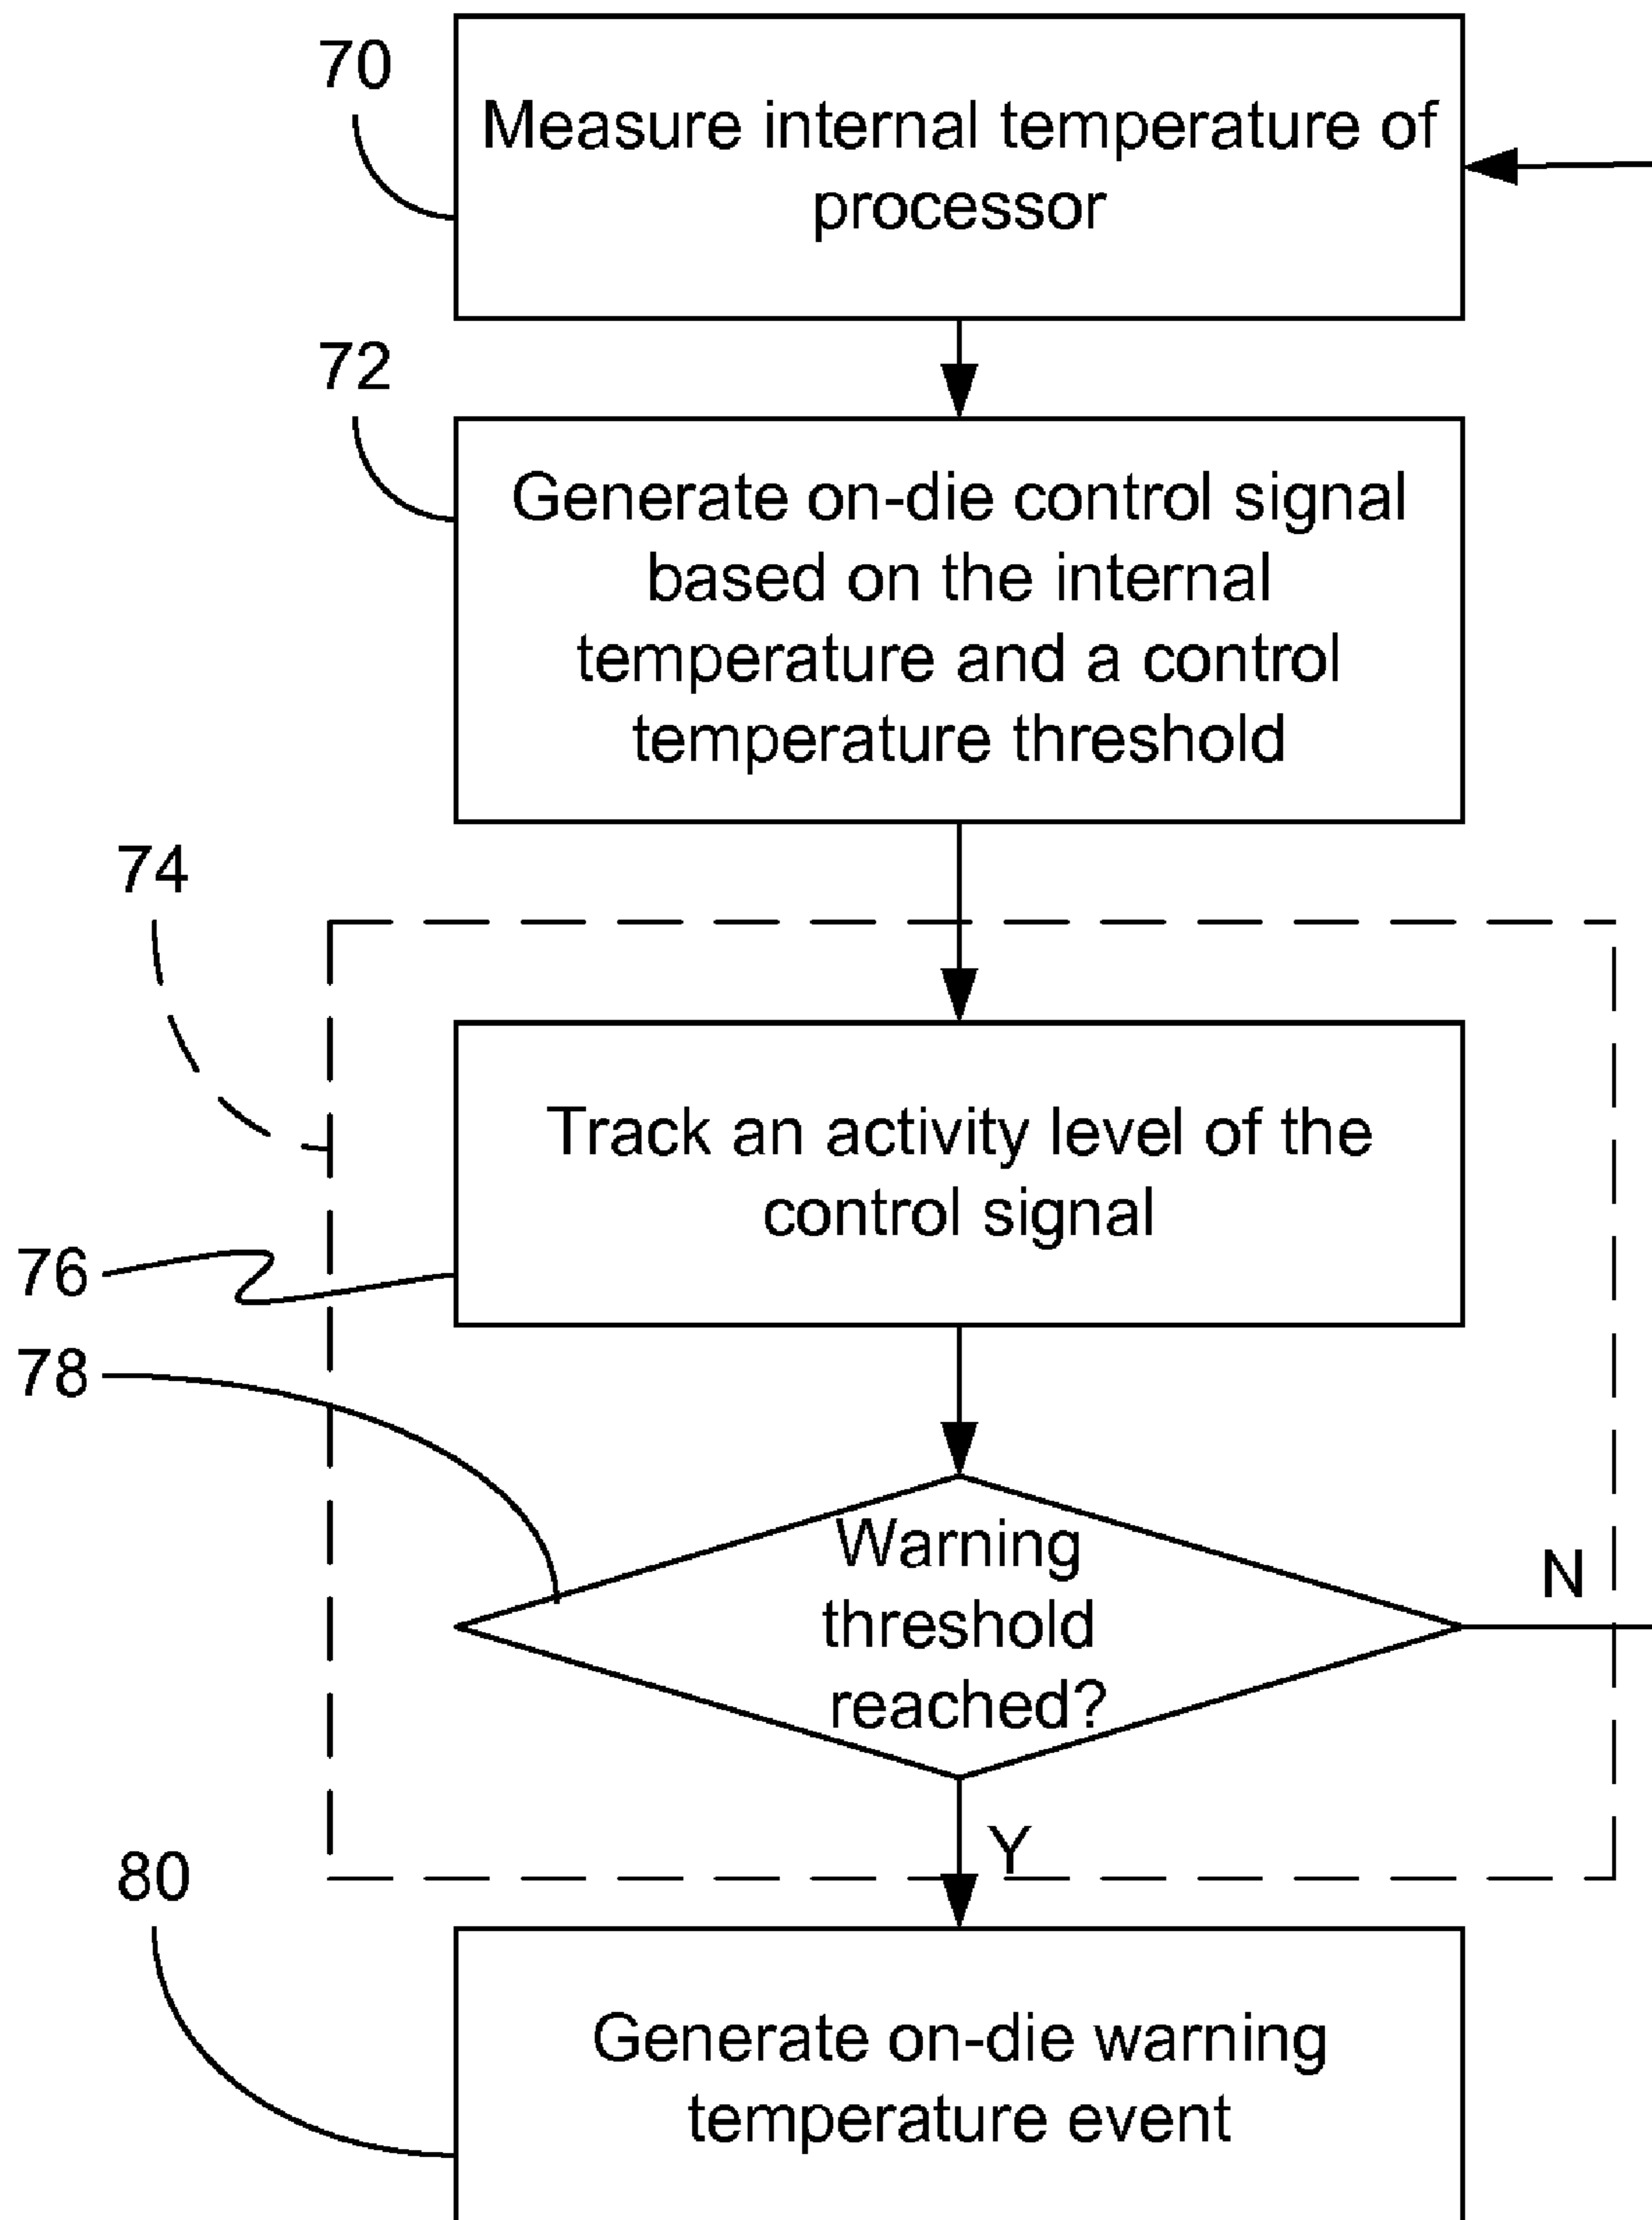 70
Measure internal temperature of
processor
72
Generate on-die control signal
based on the internal
temperature and a control
temperature threshold
74
Track an activity level of the
control signal
76
78
Warning
threshold
reached?
N
Y
80
Generate on-die warning
temperature event